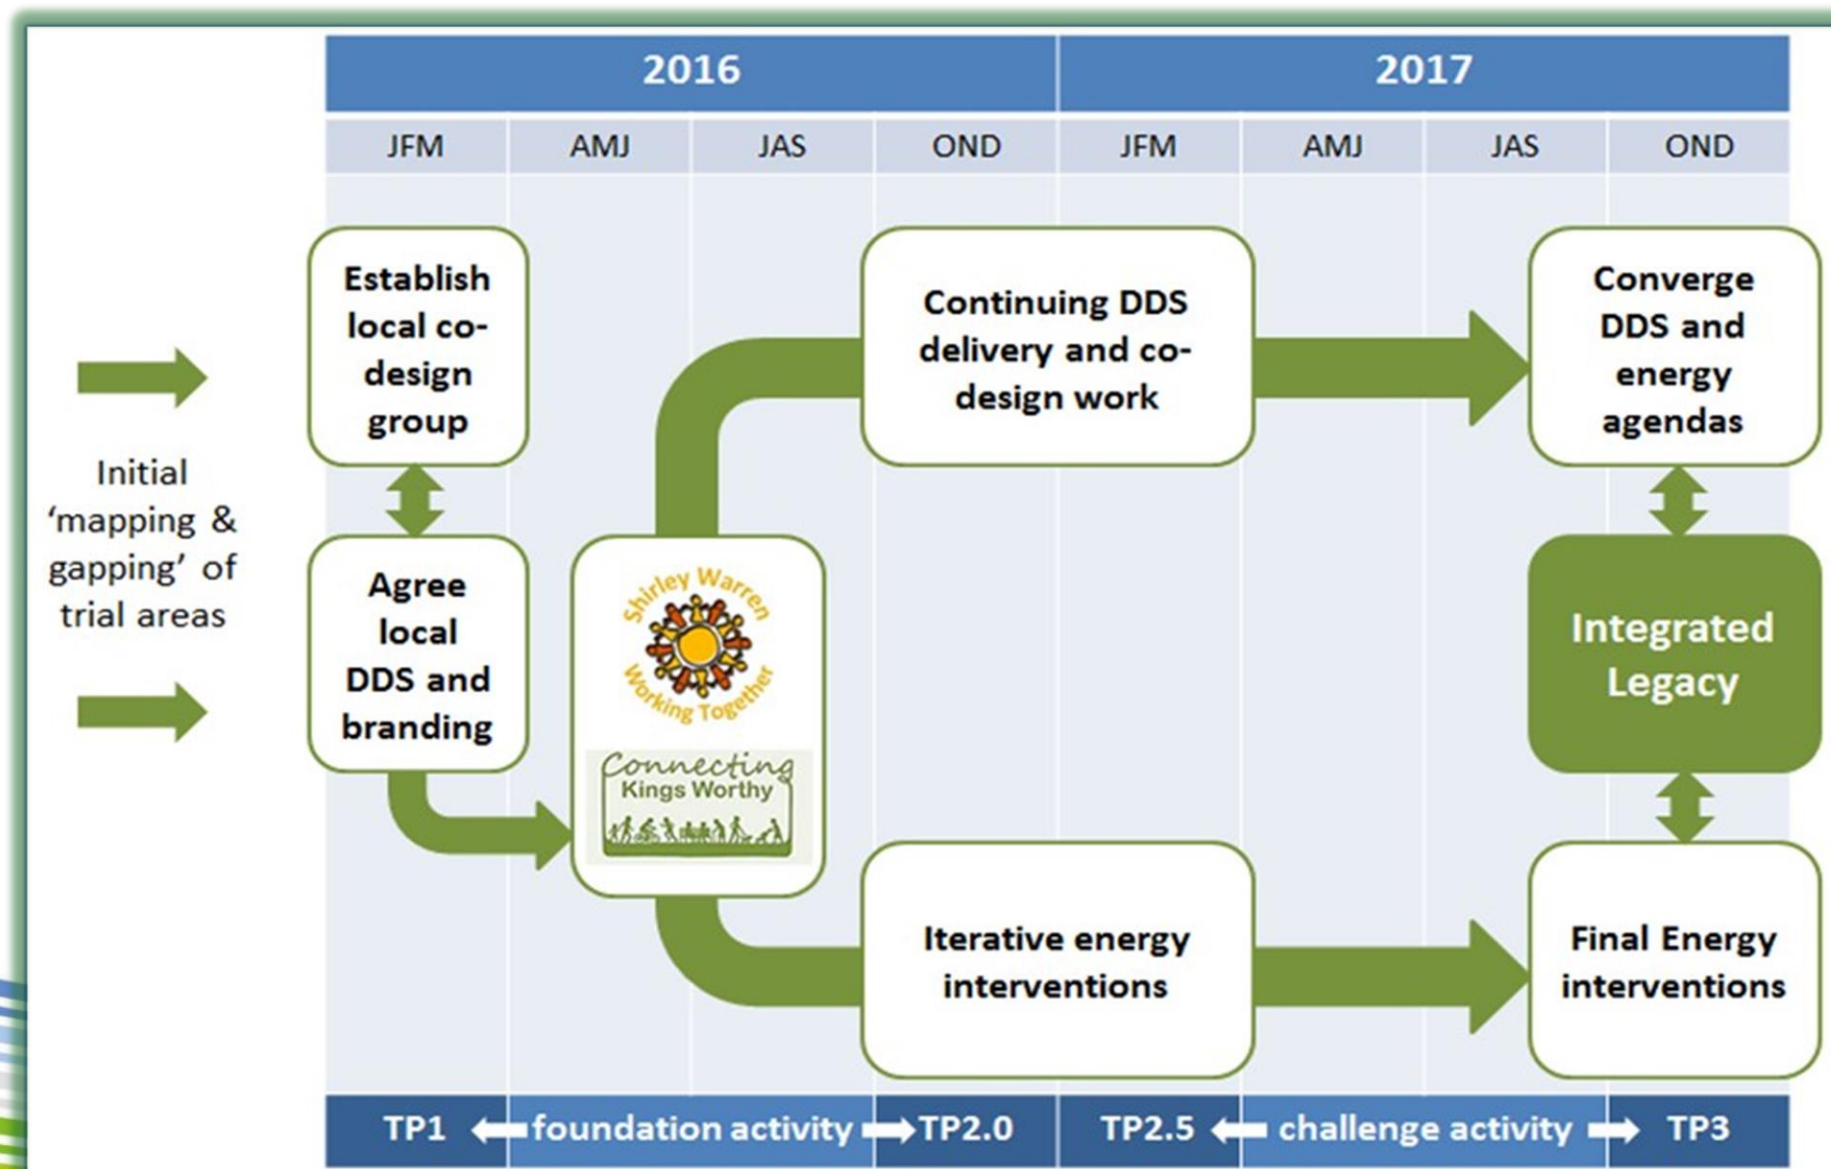 2016
2017
JFM
AMJ
JAS
OND
JFM
AMJ
JAS
OND
Initial
‘mapping &
gapping’ of
trial areas
Establish
local co-
design
group
Agree
local
DDS and
branding
Shirley Warren
Working Together
Connecting
Kings Worthy
Continuing DDS
delivery and co-
design work
Iterative energy
interventions
Converge
DDS and
energy
agendas
Integrated
Legacy
Final Energy
interventions
TP1
foundation activity
TP2.0
TP2.5
challenge activity
TP3